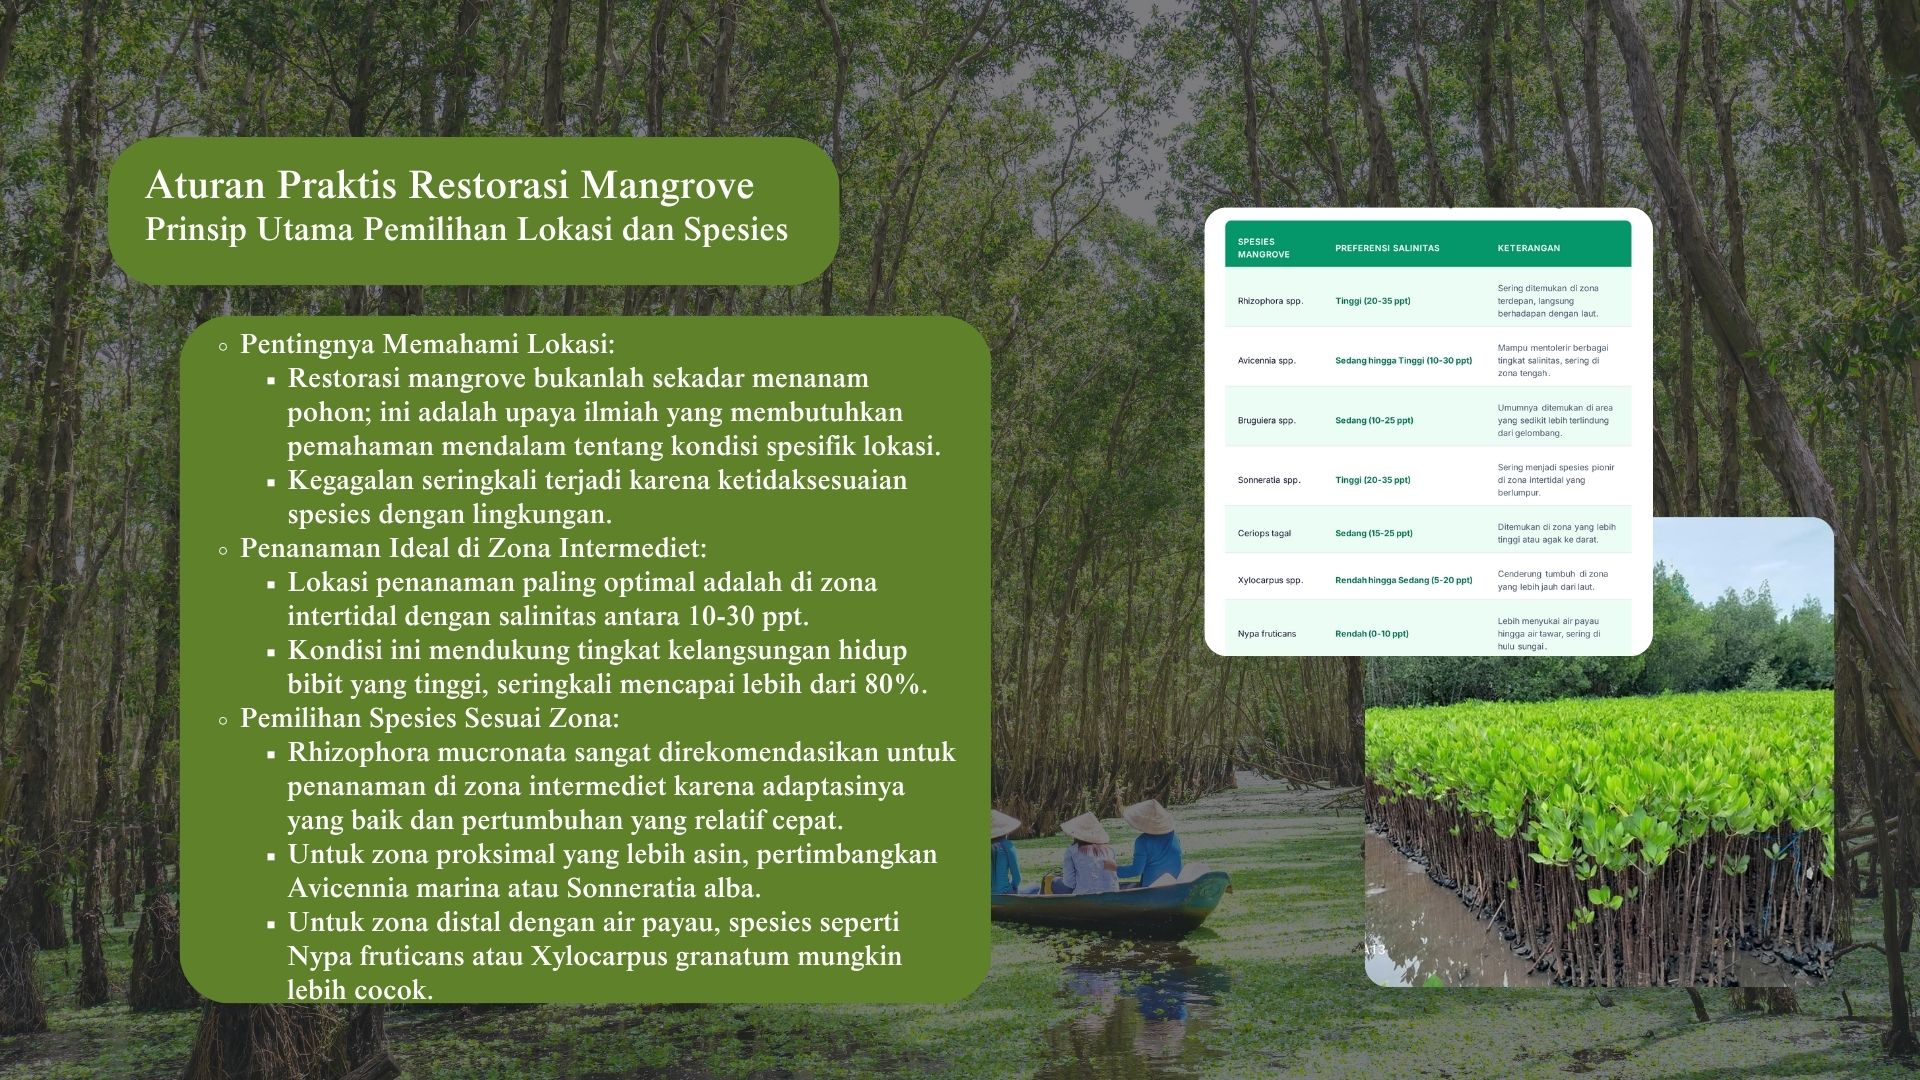 Aturan Praktis Restorasi Mangrove
Prinsip Utama Pemilihan Lokasi dan Spesies
Pentingnya Memahami Lokasi:
Restorasi mangrove bukanlah sekadar menanam
pohon; ini adalah upaya ilmiah yang membutuhkan
pemahaman mendalam tentang kondisi spesifik lokasi.
Kegagalan seringkali terjadi karena ketidaksesuaian
spesies dengan lingkungan.
Penanaman Ideal di Zona Intermediet:
Lokasi penanaman paling optimal adalah di zona
intertidal dengan salinitas antara 10-30 ppt.
Kondisi ini mendukung tingkat kelangsungan hidup
bibit yang tinggi, seringkali mencapai lebih dari 80%.
Pemilihan Spesies Sesuai Zona:
Rhizophora mucronata sangat direkomendasikan untuk
penanaman di zona intermediet karena adaptasinya
yang baik dan pertumbuhan yang relatif cepat.
Untuk zona proksimal yang lebih asin, pertimbangkan
Avicennia marina atau Sonneratia alba.
Untuk zona distal dengan air payau, spesies seperti
Nypa fruticans atau Xylocarpus granatum mungkin
lebih cocok.
SPESIES
MANGROVE
PREFERENSI SALINITAS
KETERANGAN
Rhizophora spp.
Tinggi (20-35 ppt)
Sering ditemukan di zona
terdepan, langsung
berhadapan dengan laut.
Avicennia spp.
Sedang hingga Tinggi (10-30 ppt)
Mampu mentolerir berbagai
tingkat salinitas, sering di
zona tengah.
Bruguiera spp.
Sedang (10-25 ppt)
Umumnya ditemukan di area
yang sedikit lebih terlindung
dari gelombang.
Sonneratia spp.
Tinggi (20-35 ppt)
Sering menjadi spesies pionir
di zona intertidal yang
berlumpur.
Ceriops tagal
Sedang (15-25 ppt)
Ditemukan di zona yang lebih
tinggi atau agak ke darat.
Xylocarpus spp.
Rendah hingga Sedang (5-20 ppt)
Cenderung tumbuh di zona
yang lebih jauh dari laut.
Nypa fruticans
Rendah (0-10 ppt)
Lebih menyukai air payau
hingga air tawar, sering di
hulu sungai.